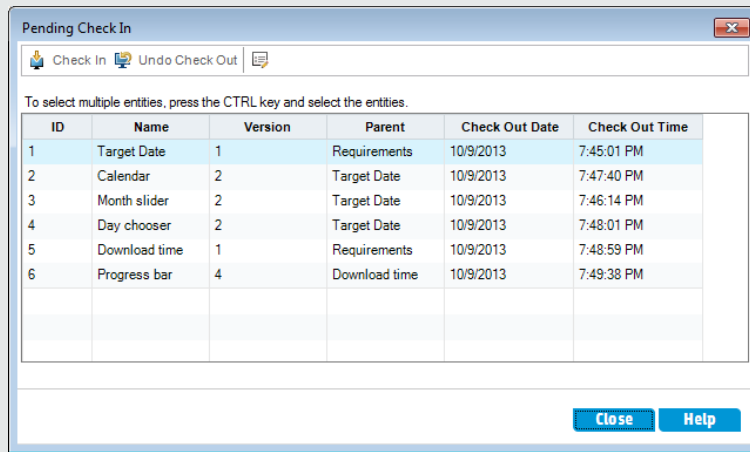 Pending Check In
Check In Undo Check Out
To select multiple entities, press the CTRL key and select the entities.
ID Name Version Parent Check Out Date Check Out Time
1 Target Date 1 Requirements 10/9/2013 7:45:01 PM
2 Calendar 2 Target Date 10/9/2013 7:47:40 PM
3 Month slider 2 Target Date 10/9/2013 7:46:14 PM
4 Day chooser 2 Target Date 10/9/2013 7:48:01 PM
5 Download time 1 Requirements 10/9/2013 7:48:59 PM
6 Progress bar 4 Download time 10/9/2013 7:49:38 PM
Close Help